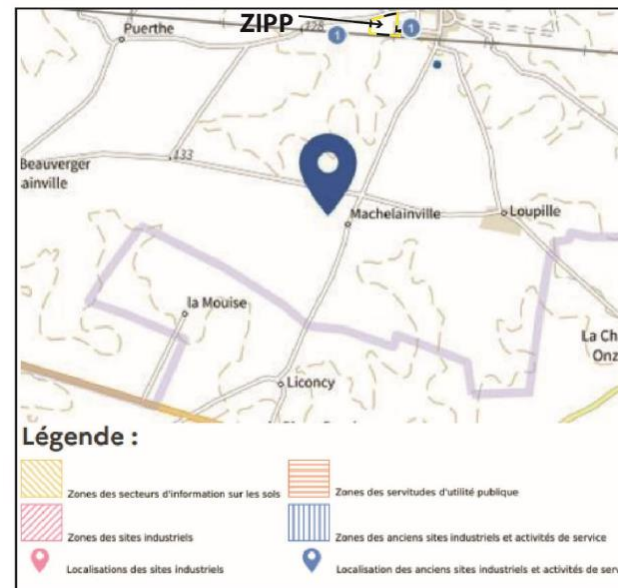 ZIPP
128
1
1
Puerthe
133
Beauverger
ainville
Machelainville
Loupille
la Mouise
La Ch
Onz
Liconcy
Légende :
Zones des secteurs d'information sur les sols
Zones des servitudes d'utilité publique
Zones des sites industriels
Zones des anciens sites industriels et activités de service
Localisations des sites industriels
Localisation des anciens sites industriels et activités de serv